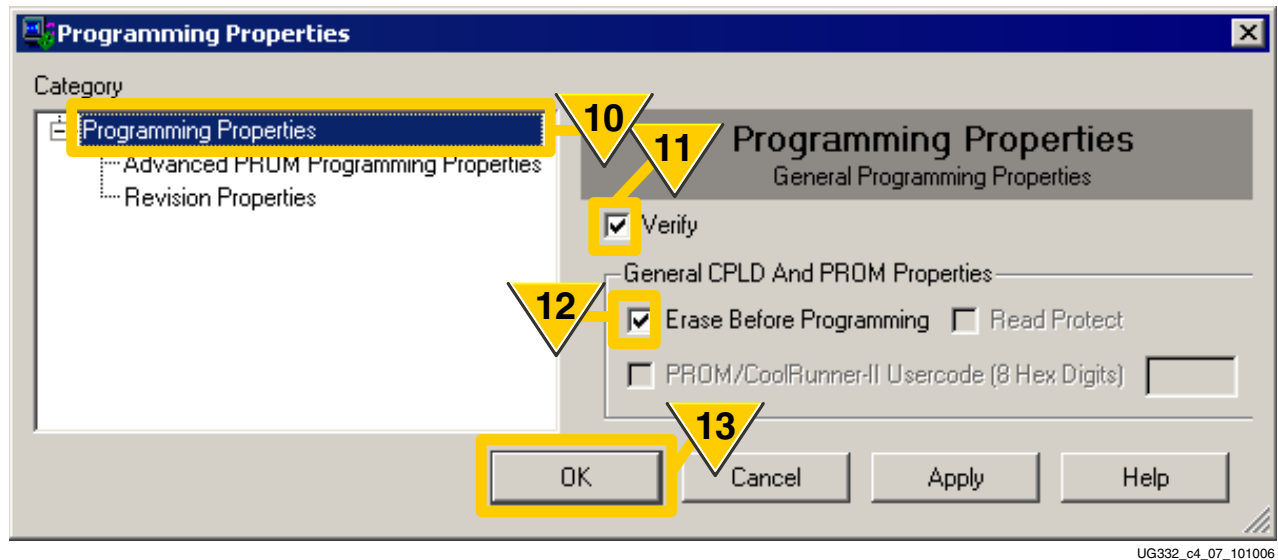 Programming Properties
Category
Programming Properties
Advanced PROM Programming Properties
Revision Properties
10
11
Programming Properties
General Programming Properties
Verify
General CPLD And PROM Properties
12
Erase Before Programming
Read Protect
PROM/CoolRunner-II Usercode (8 Hex Digits)
13
OK
Cancel
Apply
Help
UG332_c4_07_101006